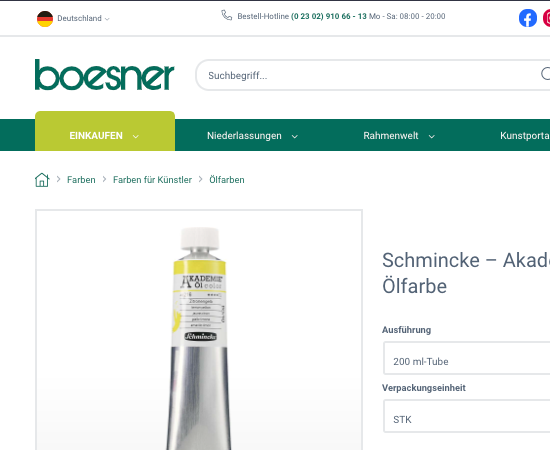 Deutschland
Bestell-Hotline (0 23 02) 910 66 - 13 Mo - Sa: 08:00 - 20:00
boesner
Suchbegriff...
EINKAUFEN
Niederlassungen
Rahmenwelt
Kunstporta
Farben
Farben für Künstler
Ölfarben
AKADEMIE
Öl color
Schmincke
Schmincke – Akade
Ölfarbe
Ausführung
200 ml-Tube
Verpackungseinheit
STK